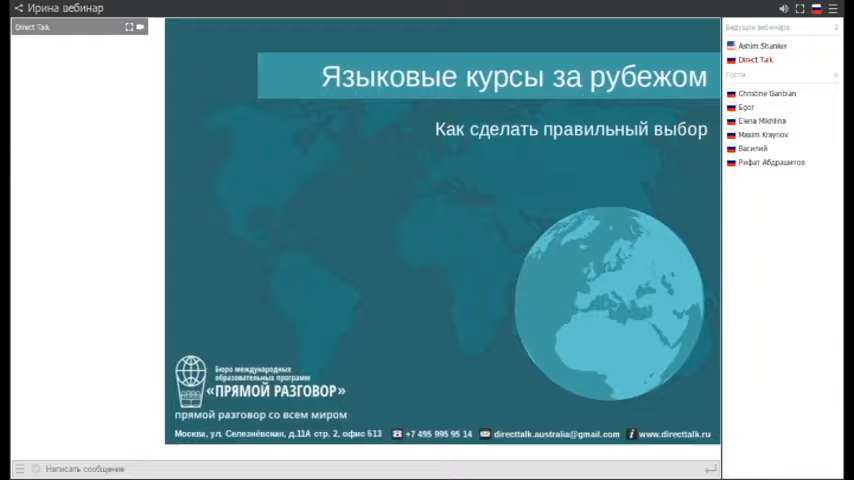 Ирина вебинар
Direct Talk
Языковые курсы за рубежом
Как сделать правильный выбор
Бюро международных
образовательных программ
«ПРЯМОЙ РАЗГОВОР»
прямой разговор со всем миром
Москва, ул. Селезнёвская, д.11А стр. 2, офис 513 +7 495 995 95 14 directtalk.australia@gmail.com www.directtalk.ru
Написать сообщение
Ведущие вебинара 2
Ashim Shanker
Direct Talk
Гости 6
Christine Garibian
Egor
Elena Mikhlina
Maxim Kraynov
Василий
Рифат Абдрашитов